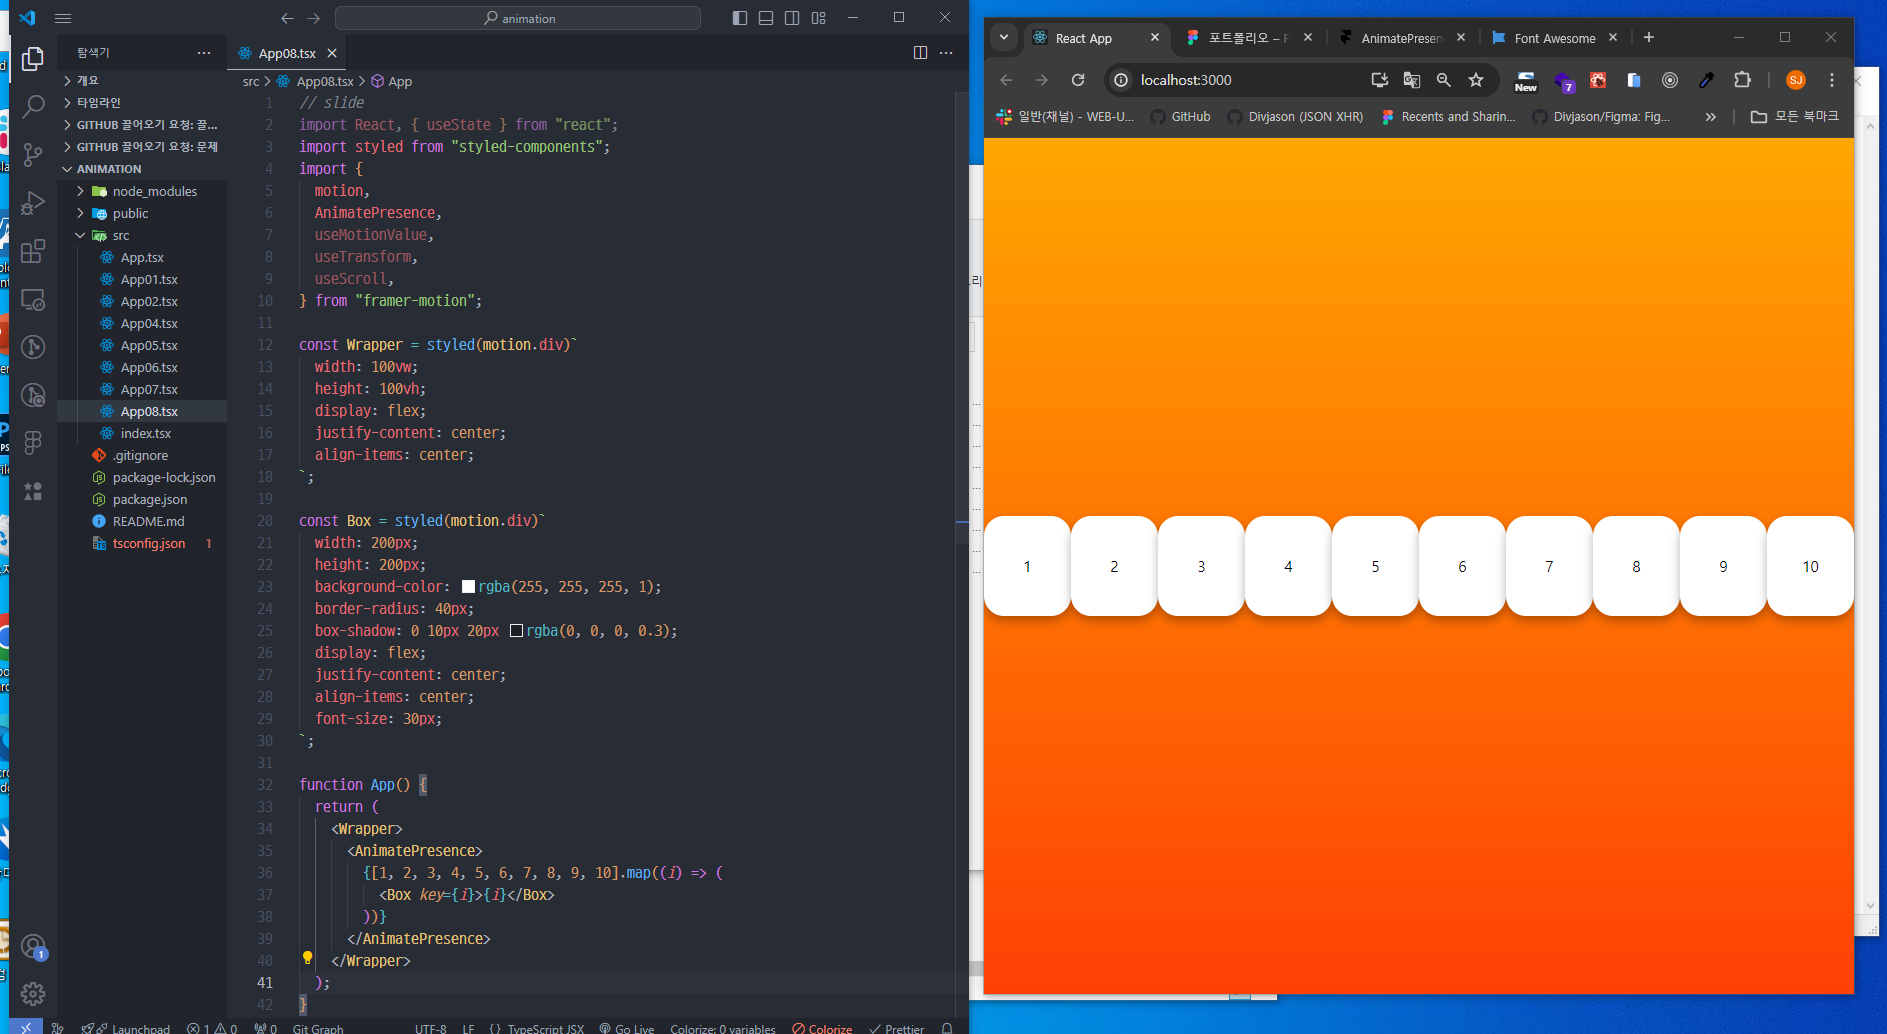 animation
탐색기
개요
타임라인
GITHUB 끌어오기 요청: 끌...
GITHUB 끌어오기 요청: 문제
ANIMATION
node_modules
public
src
App.tsx
App01.tsx
App02.tsx
App04.tsx
App05.tsx
App06.tsx
App07.tsx
App08.tsx
index.tsx
.gitignore
package-lock.json
package.json
README.md
tsconfig.json 1
1
App08.tsx
src > App08.tsx > App
1 // slide
2 import React, { useState } from "react";
3 import styled from "styled-components";
4 import {
5 motion,
6 AnimatePresence,
7 useMotionValue,
8 useTransform,
9 useScroll,
10 } from "framer-motion";
11
12 const Wrapper = styled(motion.div)`
13 width: 100vw;
14 height: 100vh;
15 display: flex;
16 justify-content: center;
17 align-items: center;
18 `;
19
20 const Box = styled(motion.div)`
21 width: 200px;
22 height: 200px;
23 background-color: rgba(255, 255, 255, 1);
24 border-radius: 40px;
25 box-shadow: 0 10px 20px rgba(0, 0, 0, 0.3);
26 display: flex;
27 justify-content: center;
28 align-items: center;
29 font-size: 30px;
30 `;
31
32 function App() {
33 return (
34 <Wrapper>
35 <AnimatePresence>
36 {[1, 2, 3, 4, 5, 6, 7, 8, 9, 10].map((i) => (
37 <Box key={i}>{i}</Box>
38 ))}
39 </AnimatePresence>
40 </Wrapper>
41 );
42 }
Launchpad 1 0 0 Git Graph UTF-8 LF {} TypeScript JSX Go Live Colorize: 0 variables Colorize Prettier
React App
포트폴리오 – Fi
AnimatePresen
Font Awesome
localhost:3000
New
7
SJ
일반(채널) - WEB-U...
GitHub
Divjason (JSON XHR)
Recents and Sharin...
Divjason/Figma: Fig...
모든 북마크
1 2 3 4 5 6 7 8 9 10